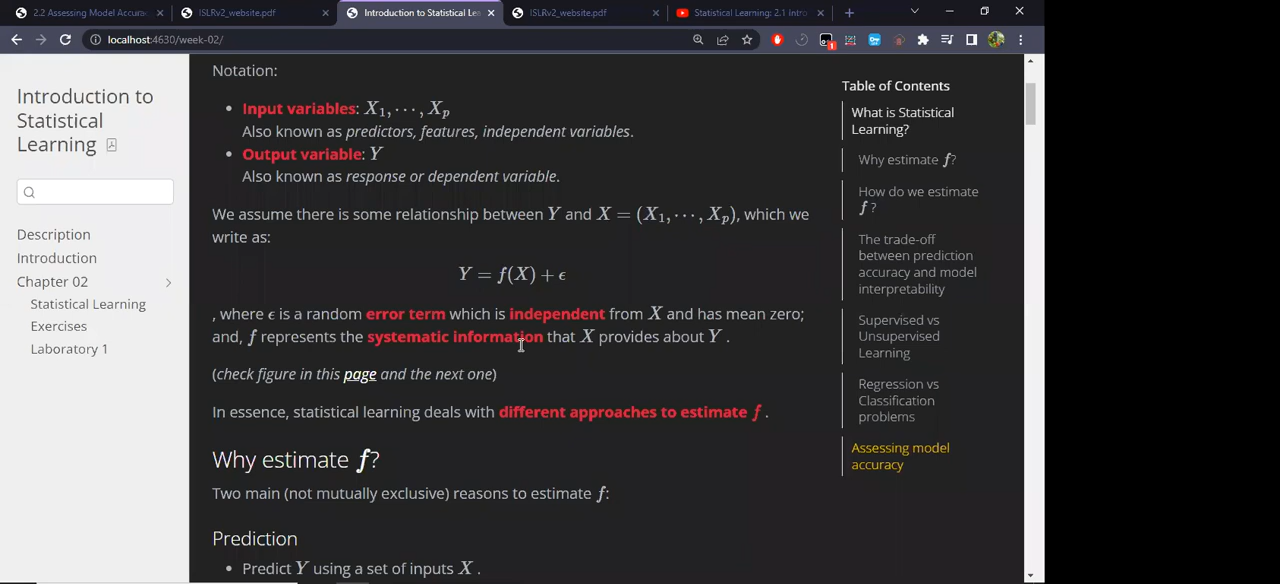 2.2 Assessing Model Accura
ISLRv2_website.pdf
Introduction to Statistical Le
ISLRv2_website.pdf
Statistical Learning: 2.1 Intro
localhost:4630/week-02/
1
Introduction to
Statistical
Learning
Description
Introduction
Chapter 02
Statistical Learning
Exercises
Laboratory 1
Notation:
• Input variables: X₁, ⋯, Xₚ
Also known as predictors, features, independent variables.
• Output variable: Y
Also known as response or dependent variable.
We assume there is some relationship between Y and X = (X₁, ⋯, Xₚ), which we
write as:
Y = f(X) + ϵ
, where ϵ is a random error term which is independent from X and has mean zero;
and, f represents the systematic information that X provides about Y .
(check figure in this page and the next one)
In essence, statistical learning deals with different approaches to estimate f .
Why estimate f?
Two main (not mutually exclusive) reasons to estimate f:
Prediction
• Predict Y using a set of inputs X .
Table of Contents
What is Statistical
Learning?
Why estimate f?
How do we estimate
f ?
The trade-off
between prediction
accuracy and model
interpretability
Supervised vs
Unsupervised
Learning
Regression vs
Classification
problems
Assessing model
accuracy